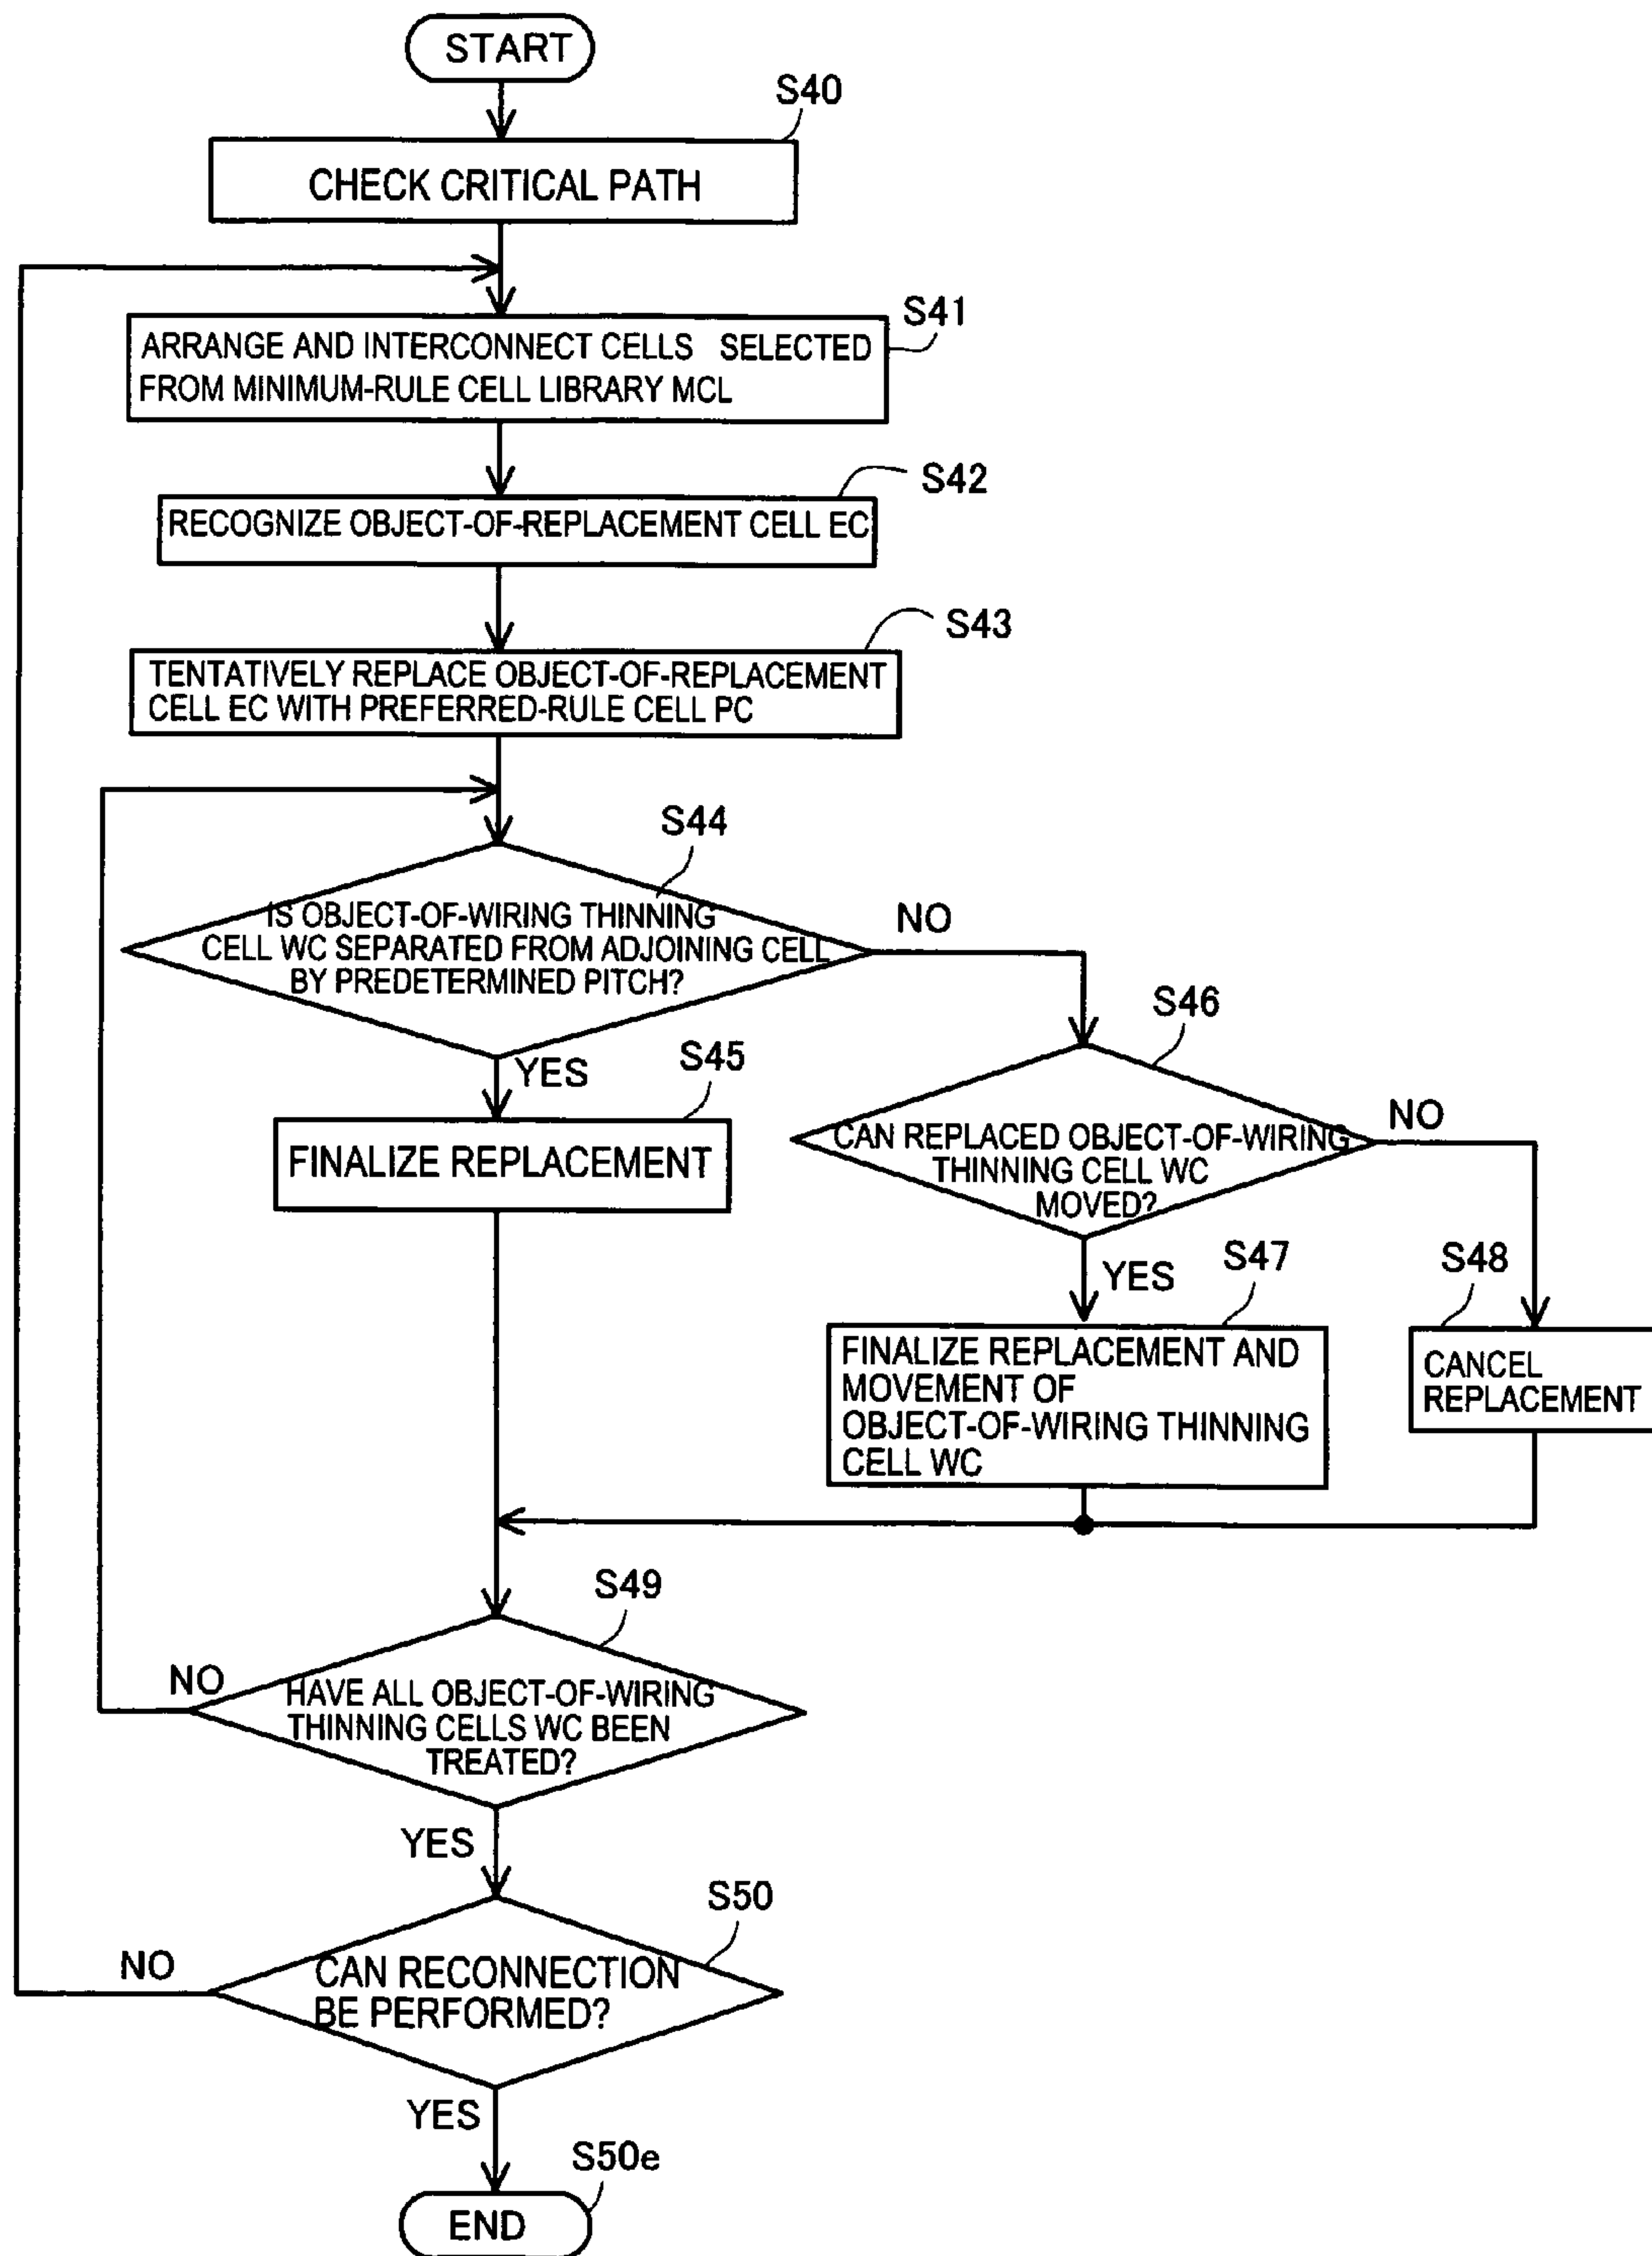 START
S40
CHECK CRITICAL PATH
S41
ARRANGE AND INTERCONNECT CELLS SELECTED
FROM MINIMUM-RULE CELL LIBRARY MCL
S42
RECOGNIZE OBJECT-OF-REPLACEMENT CELL EC
S43
TENTATIVELY REPLACE OBJECT-OF-REPLACEMENT
CELL EC WITH PREFERRED-RULE CELL PC
S44
IS OBJECT-OF-WIRING THINNING
CELL WC SEPARATED FROM ADJOINING CELL
BY PREDETERMINED PITCH?
NO
YES
S45
FINALIZE REPLACEMENT
S46
CAN REPLACED OBJECT-OF-WIRING
THINNING CELL WC
MOVED?
NO
YES
S47
FINALIZE REPLACEMENT AND
MOVEMENT OF
OBJECT-OF-WIRING THINNING
CELL WC
S48
CANCEL
REPLACEMENT
S49
NO
HAVE ALL OBJECT-OF-WIRING
THINNING CELLS WC BEEN
TREATED?
YES
S50
NO
CAN RECONNECTION
BE PERFORMED?
YES
S50e
END